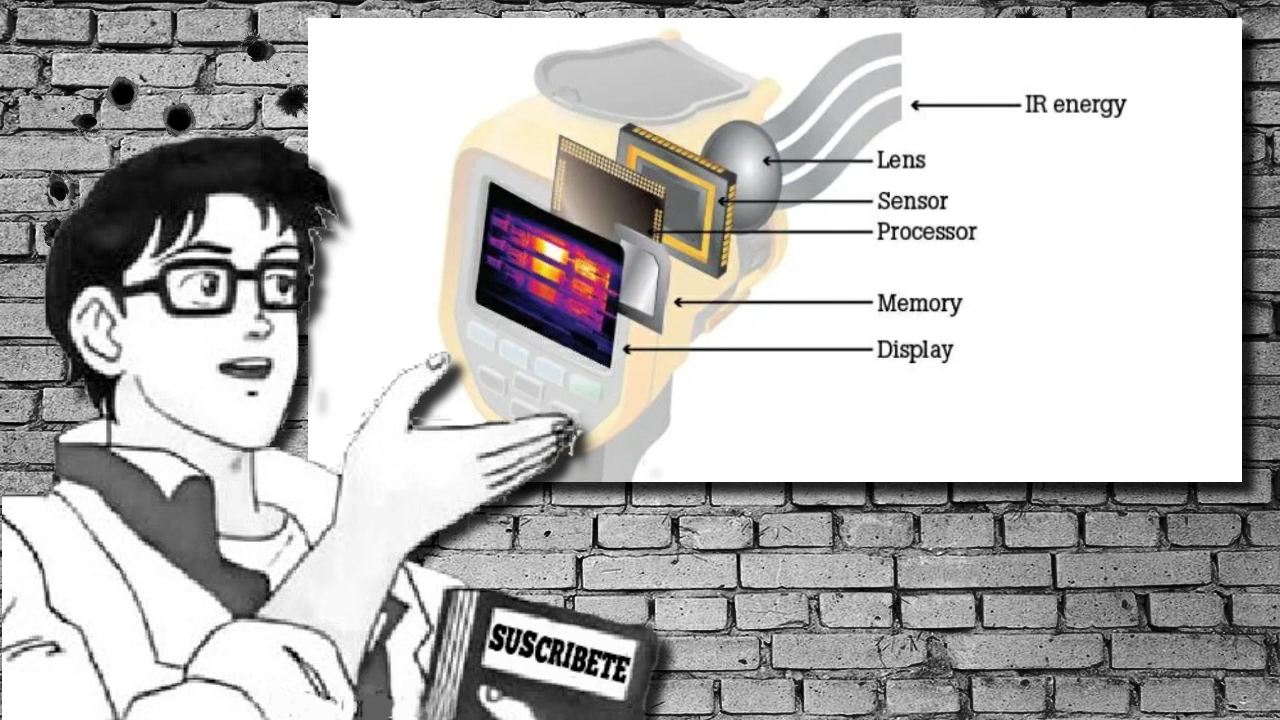 IR energy
Lens
Sensor
Processor
Memory
Display
SUSCRIBETE